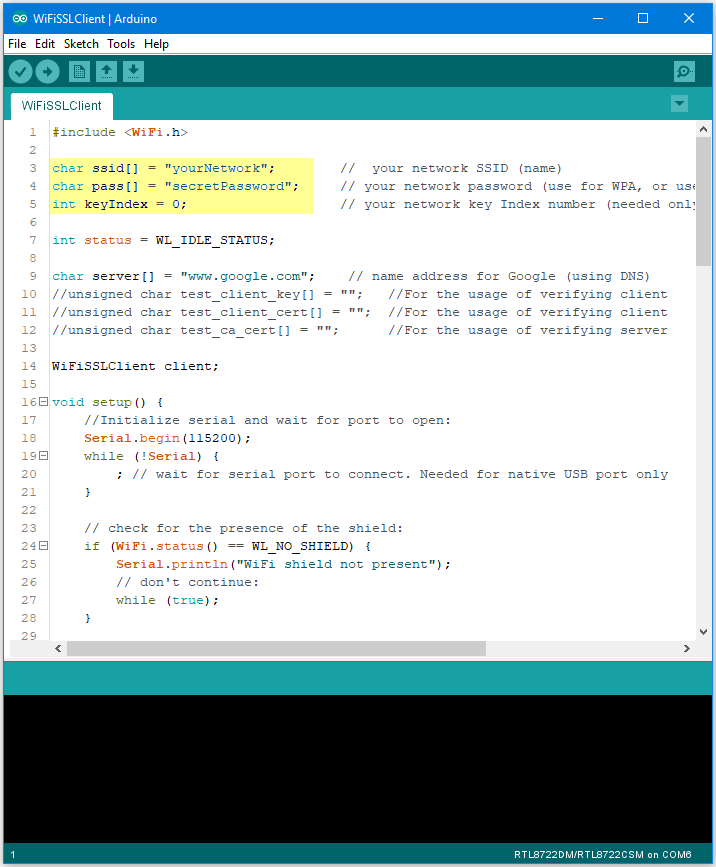 WiFiSSLClient | Arduino
File Edit Sketch Tools Help
WiFiSSLClient
1 #include <WiFi.h>
2
3 char ssid[] = "yourNetwork";        //  your network SSID (name)
4 char pass[] = "secretPassword";     // your network password (use for WPA, or use
5 int keyIndex = 0;                   // your network key Index number (needed only
6
7 int status = WL_IDLE_STATUS;
8
9 char server[] = "www.google.com";    // name address for Google (using DNS)
10 //unsigned char test_client_key[] = "";   //For the usage of verifying client
11 //unsigned char test_client_cert[] = "";  //For the usage of verifying client
12 //unsigned char test_ca_cert[] = "";      //For the usage of verifying server
13
14 WiFiSSLClient client;
15
16 void setup() {
17     //Initialize serial and wait for port to open:
18     Serial.begin(115200);
19     while (!Serial) {
20         ; // wait for serial port to connect. Needed for native USB port only
21     }
22
23     // check for the presence of the shield:
24     if (WiFi.status() == WL_NO_SHIELD) {
25         Serial.println("WiFi shield not present");
26         // don't continue:
27         while (true);
28     }
29
1 RTL8722DM/RTL8722CSM on COM6